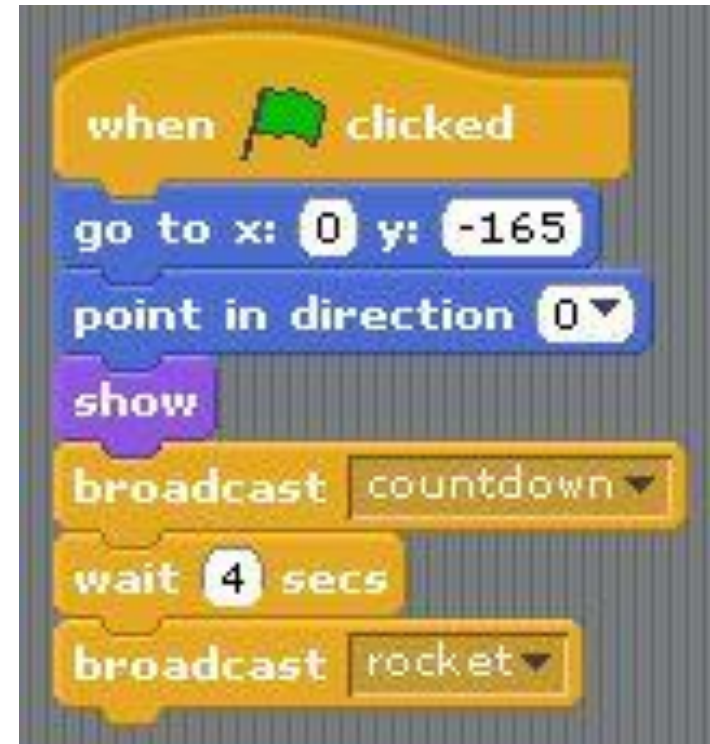 when clicked
go to x: 0 y: -165
point in direction 0
show
broadcast countdown
wait 4 secs
broadcast rocket